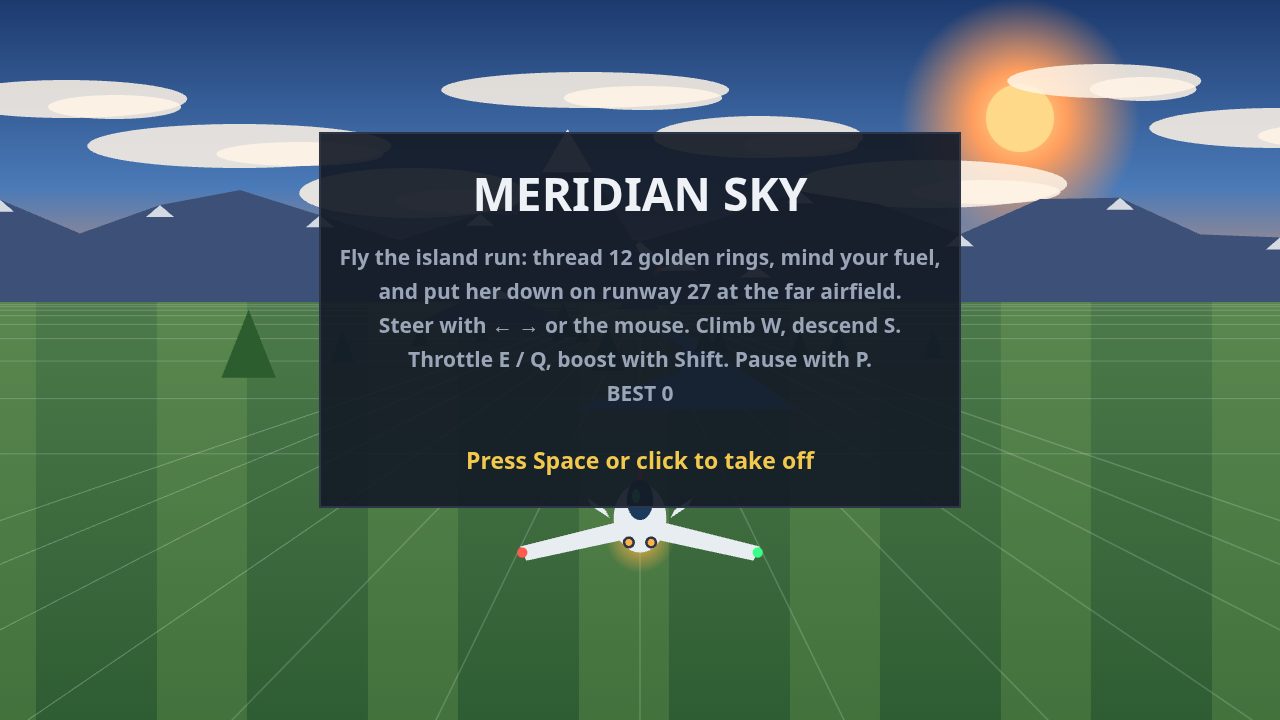 MERIDIAN SKY
Fly the island run: thread 12 golden rings, mind your fuel,
and put her down on runway 27 at the far airfield.
Steer with ← → or the mouse. Climb W, descend S.
Throttle E / Q, boost with Shift. Pause with P.
BEST 0
Press Space or click to take off